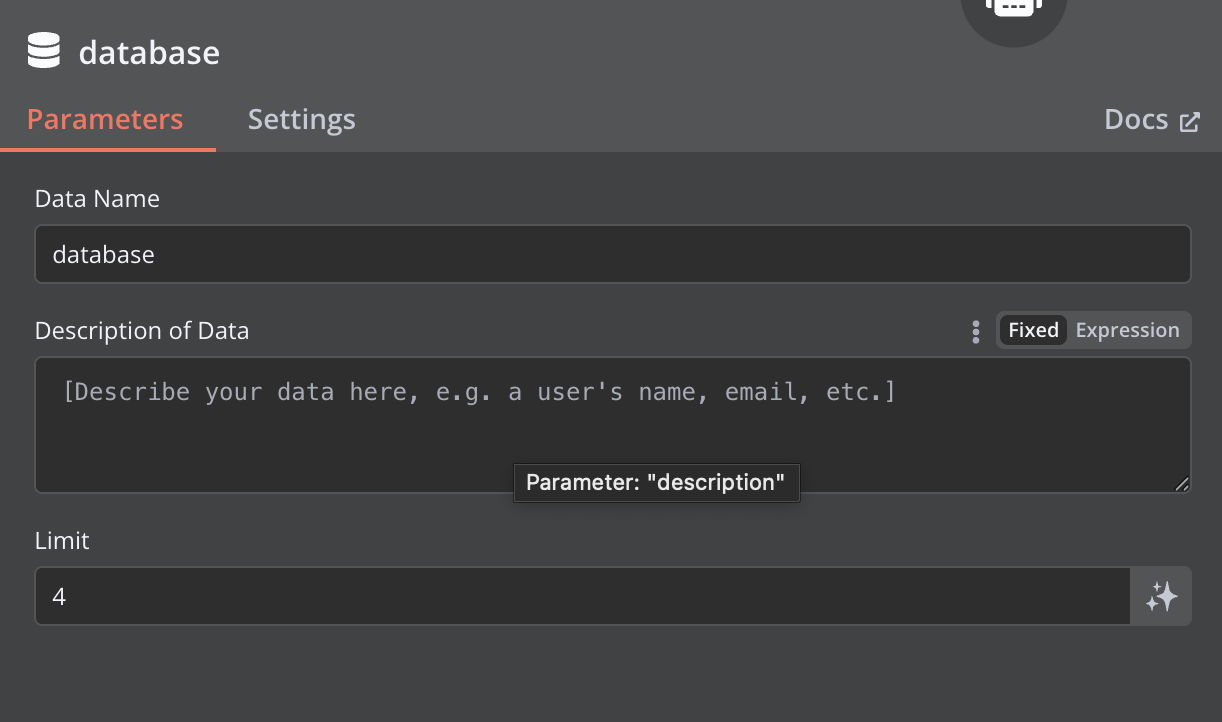 database
Parameters
Settings
Docs
Data Name
database
Description of Data
Fixed
Expression
[Describe your data here, e.g. a user's name, email, etc.]
Parameter: "description"
Limit
4